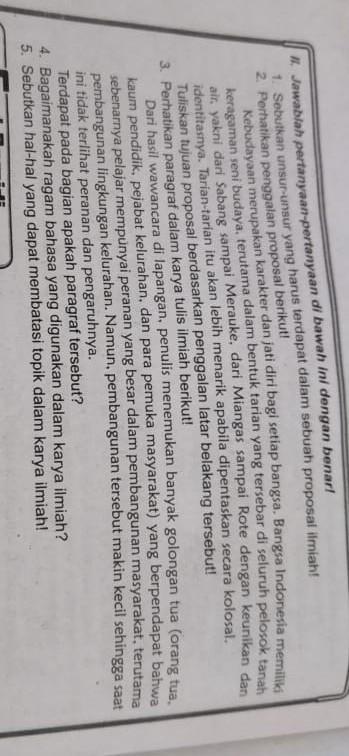 II. Jawablah pertanyaan-pertanyaan di bawah ini dengan benar!
1. Sebutkan unsur-unsur yang harus terdapat dalam sebuah proposal ilmiah!
2. Perhatikan penggalan proposal berikut!
Kebudayaan merupakan karakter dan jati diri bagi setiap bangsa. Bangsa Indonesia memiliki
keragaman seni budaya, terutama dalam bentuk tarian yang tersebar di seluruh pelosok tanah
air, yakni dari Sabang sampai Merauke, dari Miangas sampai Rote dengan keunikan dan
identitasnya. Tarian-tarian itu akan lebih menarik apabila dipentaskan secara kolosal.
Tuliskan tujuan proposal berdasarkan penggalan latar belakang tersebut!
3. Perhatikan paragraf dalam karya tulis ilmiah berikut!
Dari hasil wawancara di lapangan, penulis menemukan banyak golongan tua (orang tua,
kaum pendidik, pejabat kelurahan, dan para pemuka masyarakat) yang berpendapat bahwa
sebenarnya pelajar mempunyai peranan yang besar dalam pembangunan masyarakat, terutama
pembangunan lingkungan kelurahan. Namun, pembangunan tersebut makin kecil sehingga saat
ini tidak terlihat peranan dan pengaruhnya.
Terdapat pada bagian apakah paragraf tersebut?
4. Bagaimanakah ragam bahasa yang digunakan dalam karya ilmiah?
5. Sebutkan hal-hal yang dapat membatasi topik dalam karya ilmiah!